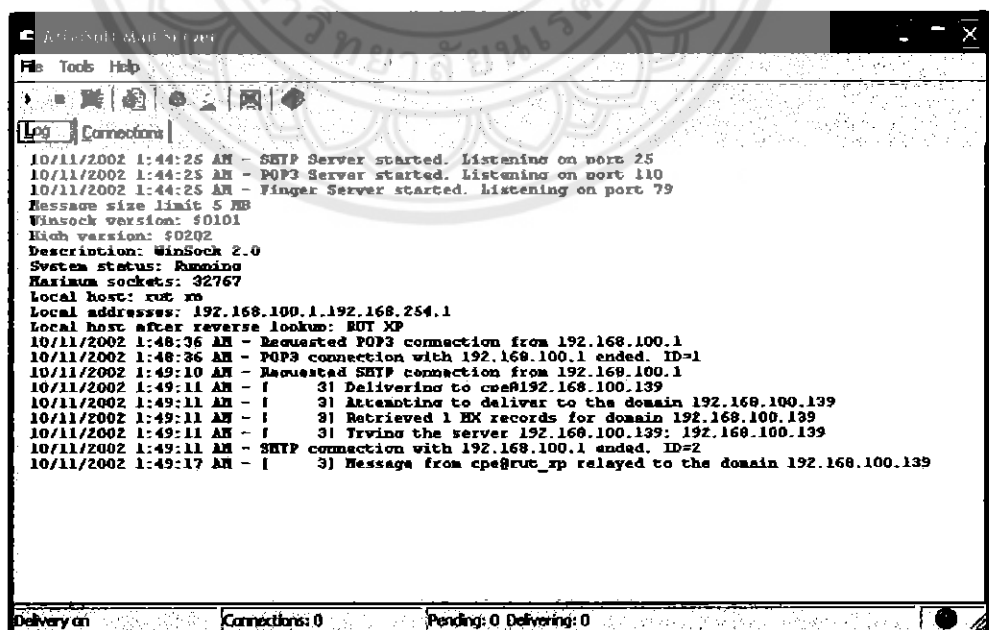 Mail Server
File Tools Help
Log Connections
10/11/2002 1:44:25 AM - SMTP Server started. Listening on port 25
10/11/2002 1:44:25 AM - POP3 Server started. Listening on port 110
10/11/2002 1:44:25 AM - Finger Server started. Listening on port 79
Message size limit 5 MB
Winsock version: $0101
High version: $0202
Description: WinSock 2.0
System status: Running
Maximum sockets: 32767
Local host: rut xp
Local addresses: 192.168.100.1,192.168.254.1
Local host after reverse lookup: RUT XP
10/11/2002 1:48:36 AM - Requested POP3 connection from 192.168.100.1
10/11/2002 1:48:36 AM - POP3 connection with 192.168.100.1 ended. ID=1
10/11/2002 1:49:10 AM - Requested SMTP connection from 192.168.100.1
10/11/2002 1:49:11 AM - [ 3] Delivering to cpe@192.168.100.139
10/11/2002 1:49:11 AM - [ 3] Attempting to deliver to the domain 192.168.100.139
10/11/2002 1:49:11 AM - [ 3] Retrieved 1 MX records for domain 192.168.100.139
10/11/2002 1:49:11 AM - [ 3] Trying the server 192.168.100.139: 192.168.100.139
10/11/2002 1:49:11 AM - SMTP connection with 192.168.100.1 ended. ID=2
10/11/2002 1:49:17 AM - [ 3] Message from cpe@rut_xp relayed to the domain 192.168.100.139
Delivery on Connections: 0 Pending: 0 Delivering: 0